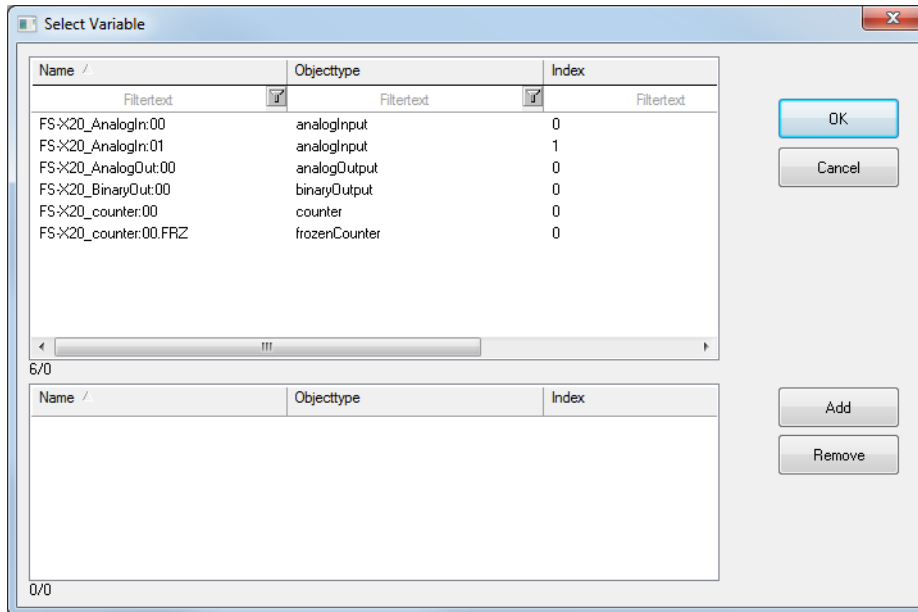 Select Variable
Name Objecttype Index
Filtertext Filtertext Filtertext
FS-X20_AnalogIn:00 analogInput 0
FS-X20_AnalogIn:01 analogInput 1
FS-X20_AnalogOut:00 analogOutput 0
FS-X20_BinaryOut:00 binaryOutput 0
FS-X20_counter:00 counter 0
FS-X20_counter:00.FRZ frozenCounter 0
6/0
OK
Cancel
Name Objecttype Index
0/0
Add
Remove